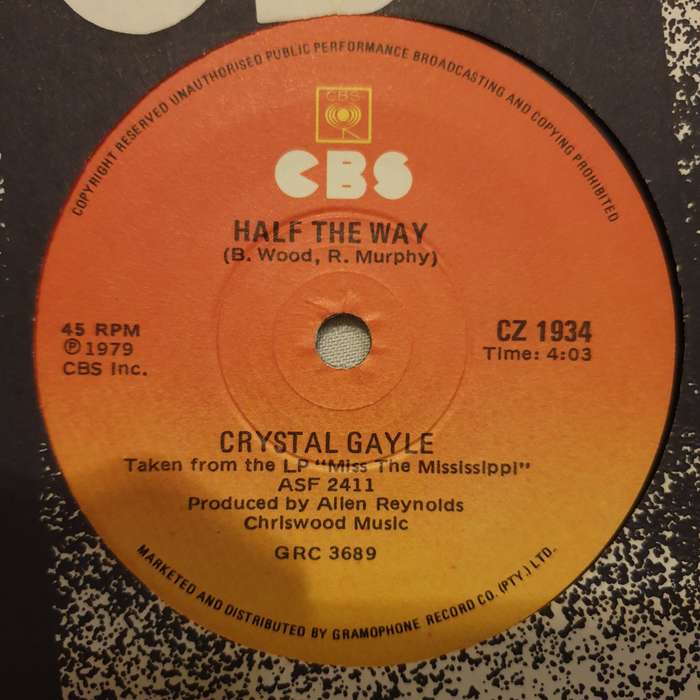 COPYRIGHT RESERVED UNAUTHORISED PUBLIC PERFORMANCE BROADCASTING AND COPYING PROHIBITED
CBS
CBS
HALF THE WAY
(B. Wood, R. Murphy)
45 RPM
Ⓟ1979
CBS Inc.
CZ 1934
Time: 4:03
CRYSTAL GAYLE
Taken from the LP "Miss The Mississippi"
ASF 2411
Produced by Allen Reynolds
Chriswood Music
GRC 3689
MARKETED AND DISTRIBUTED BY GRAMOPHONE RECORD CO. (PTY.) LTD.